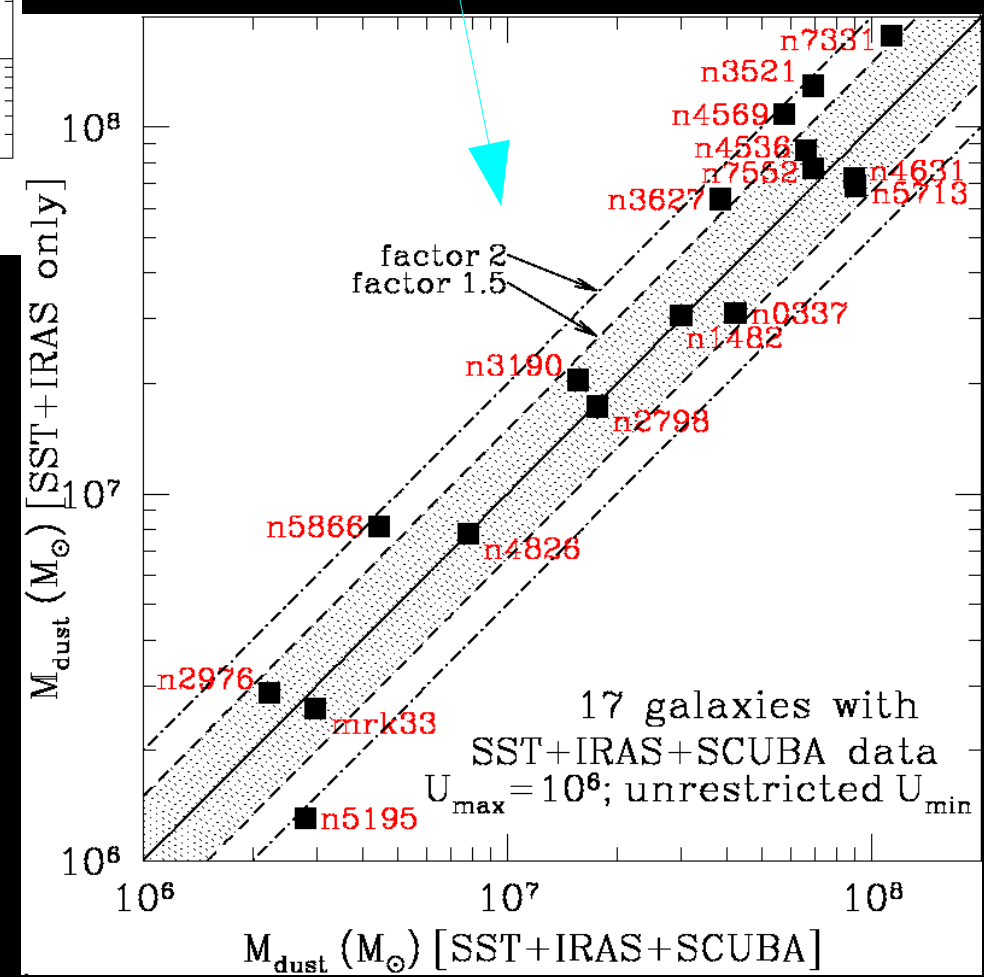 n7331
n3521
10⁸
n4569
n4536
n7552
n4631
n5713
n3627
factor 2
factor 1.5
n0337
n1482
n3190
n2798
10⁷
n5866
n4826
n2976
mrk33
17 galaxies with
SST+IRAS+SCUBA data
U_max=10⁶; unrestricted U_min
n5195
10⁶
10⁶ 10⁷ 10⁸
M_dust (M_⊙) [SST+IRAS+SCUBA]
M_dust (M_⊙) [SST+IRAS only]